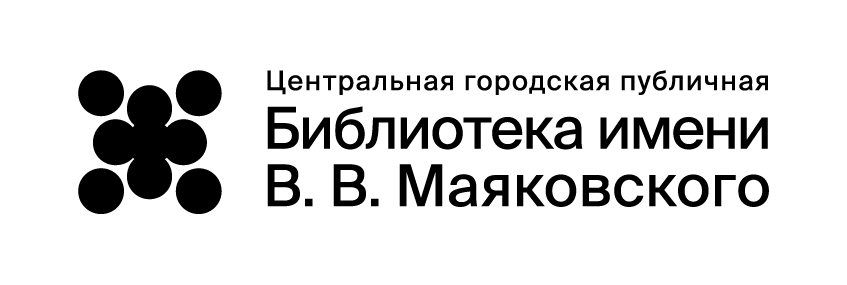 Центральная городская публичная
Библиотека имени
В. В. Маяковского